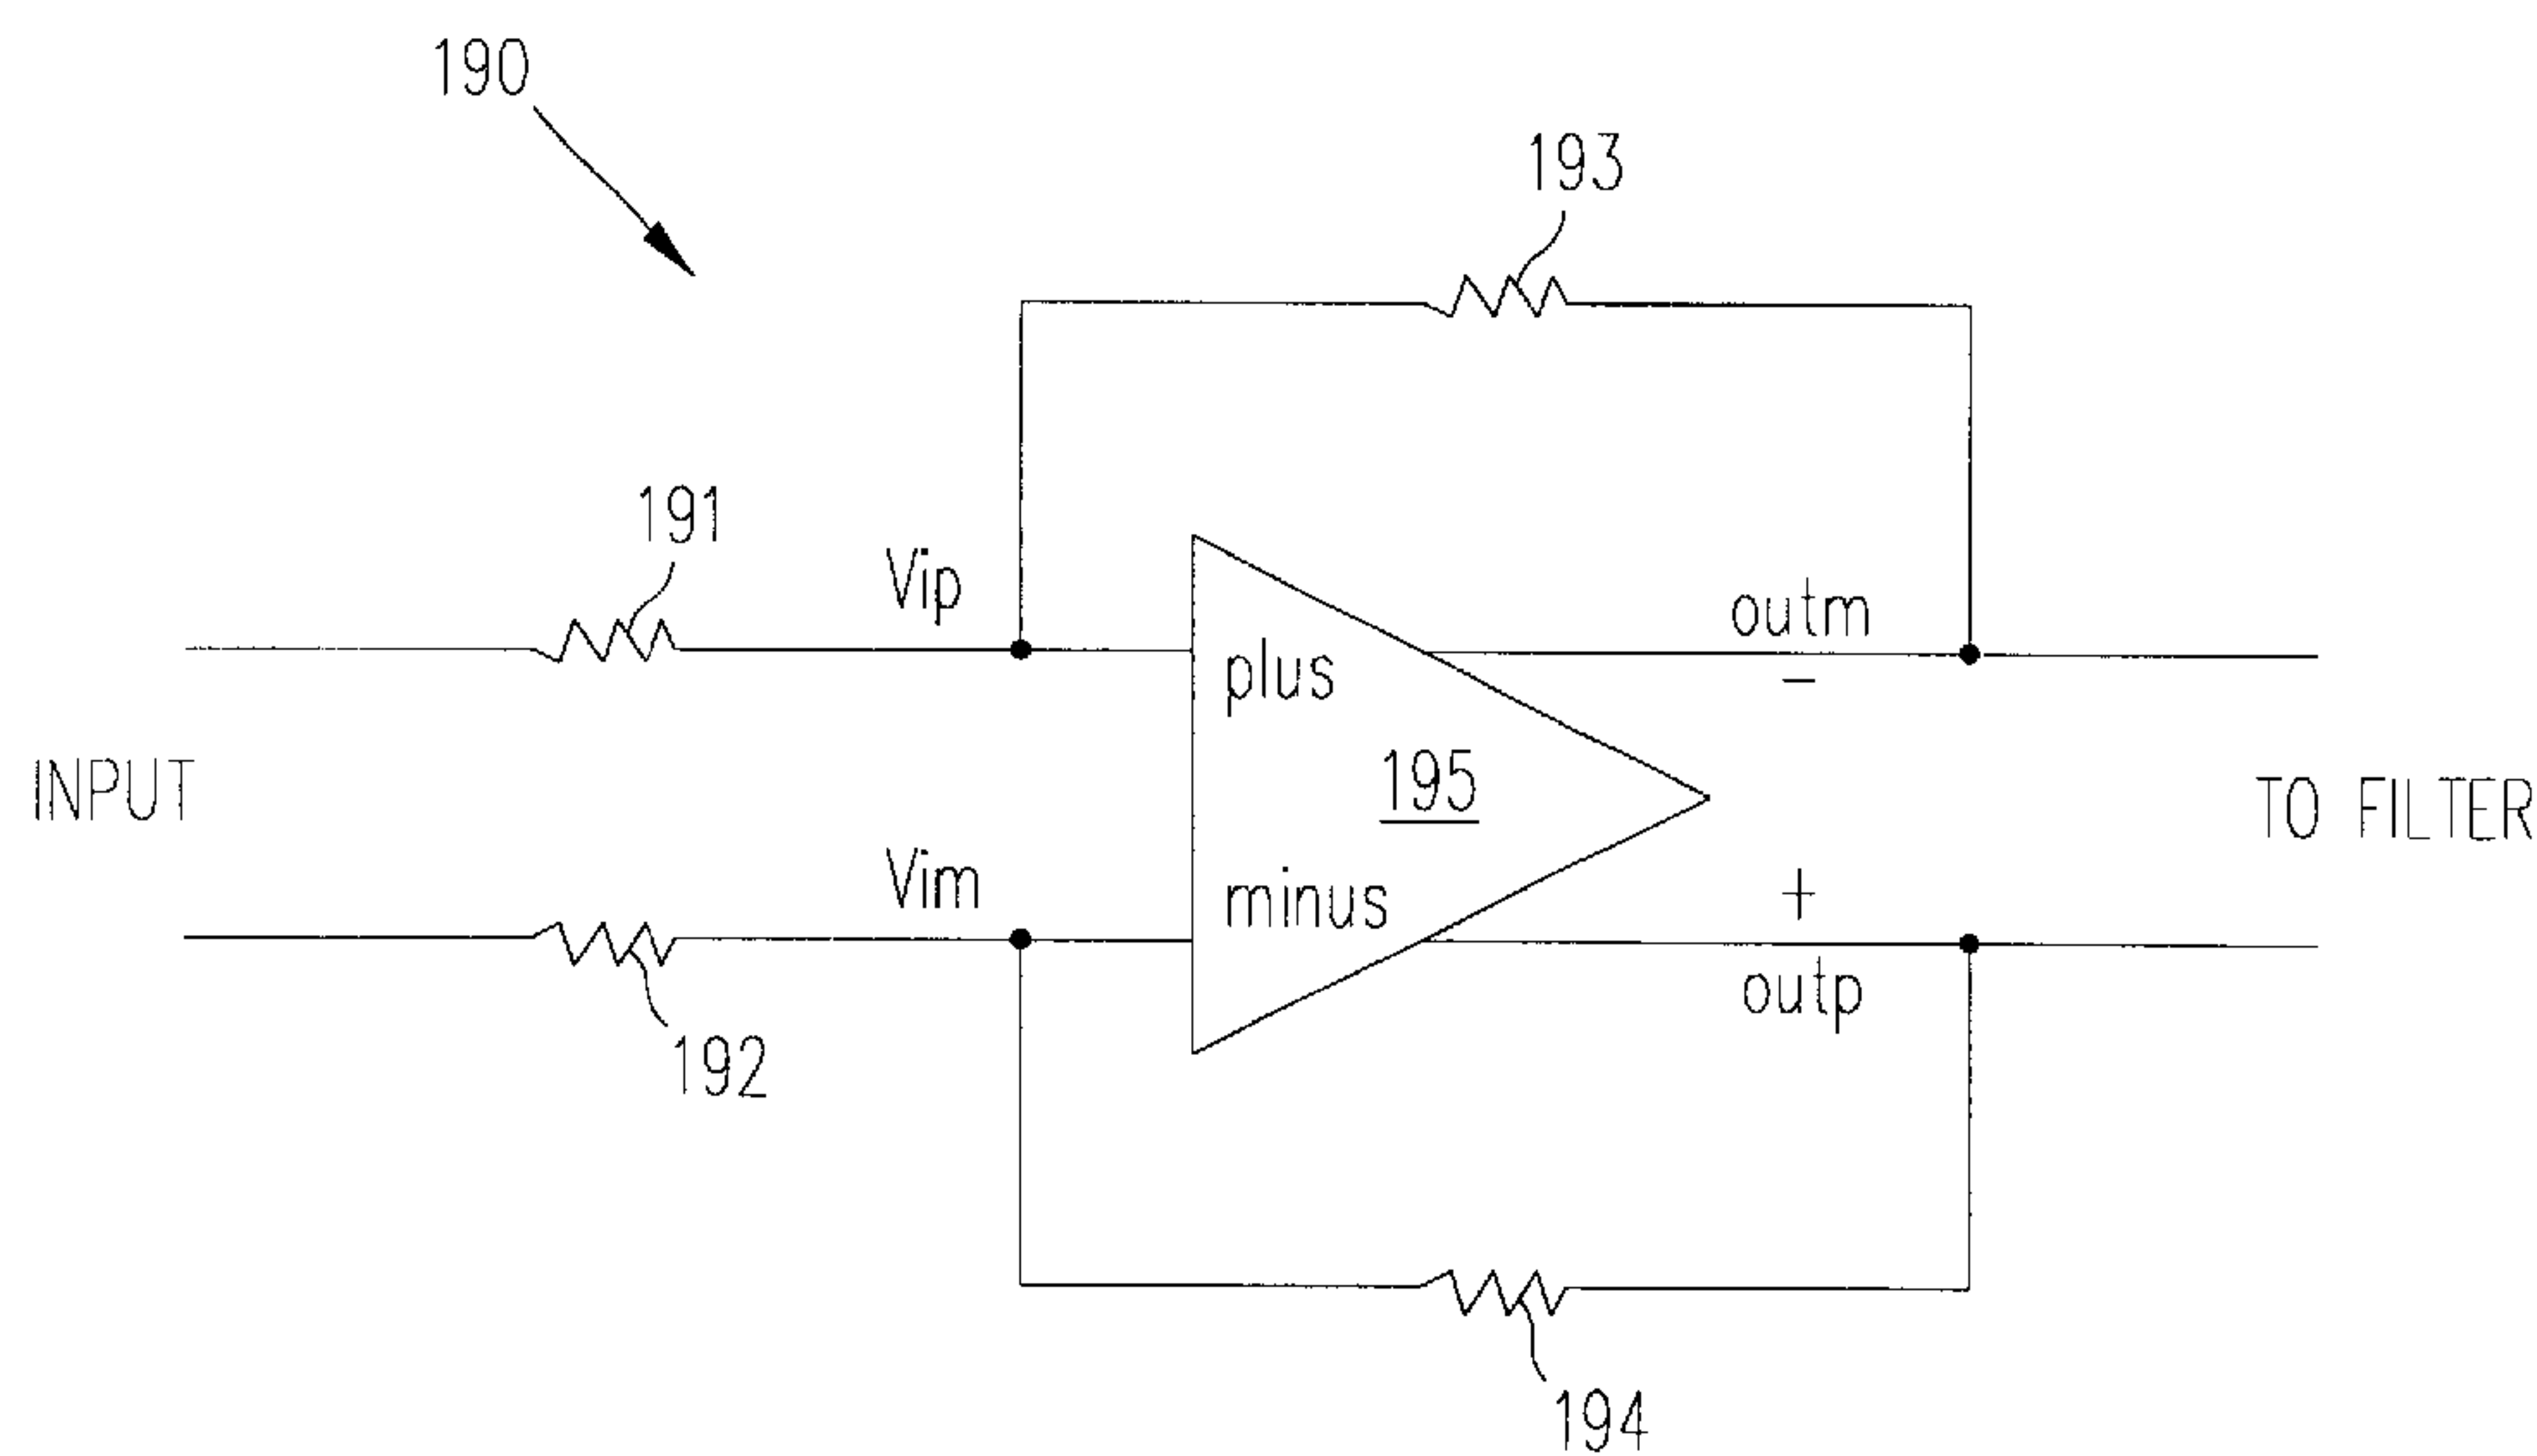 190
193
191
Vip
outm
−
plus
195
INPUT
TO FILTER
Vim
minus
+
outp
192
194